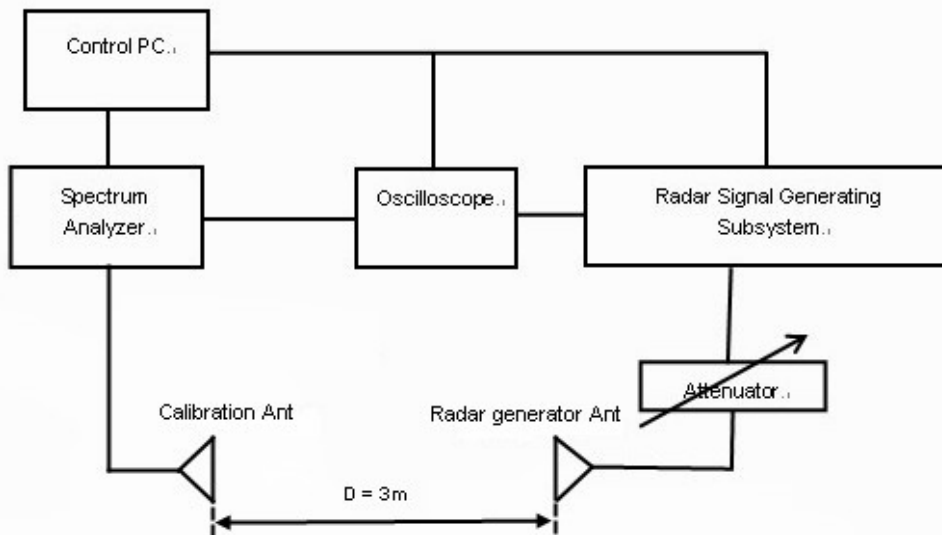 Control PC
Spectrum
Analyzer
Oscilloscope
Radar Signal Generating
Subsystem
Attenuator
Calibration Ant
Radar generator Ant
D = 3m